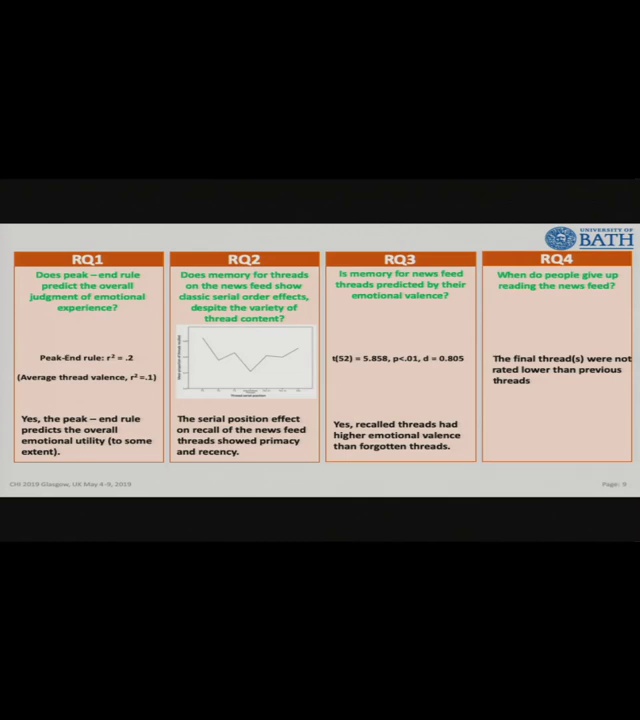 UNIVERSITY OF
BATH
RQ1
Does peak – end rule
predict the overall
judgment of emotional
experience?
Peak-End rule: r² = .2
(Average thread valence, r² =.1)
Yes, the peak – end rule
predicts the overall
emotional utility (to some
extent).
RQ2
Does memory for threads
on the news feed show
classic serial order effects,
despite the variety of
thread content?
The serial position effect
on recall of the news feed
threads showed primacy
and recency.
RQ3
Is memory for news feed
threads predicted by their
emotional valence?
t(52) = 5.858, p<.01, d = 0.805
Yes, recalled threads had
higher emotional valence
than forgotten threads.
RQ4
When do people give up
reading the news feed?
The final thread(s) were not
rated lower than previous
threads
CHI 2019 Glasgow, UK May 4-9, 2019
Page: 9